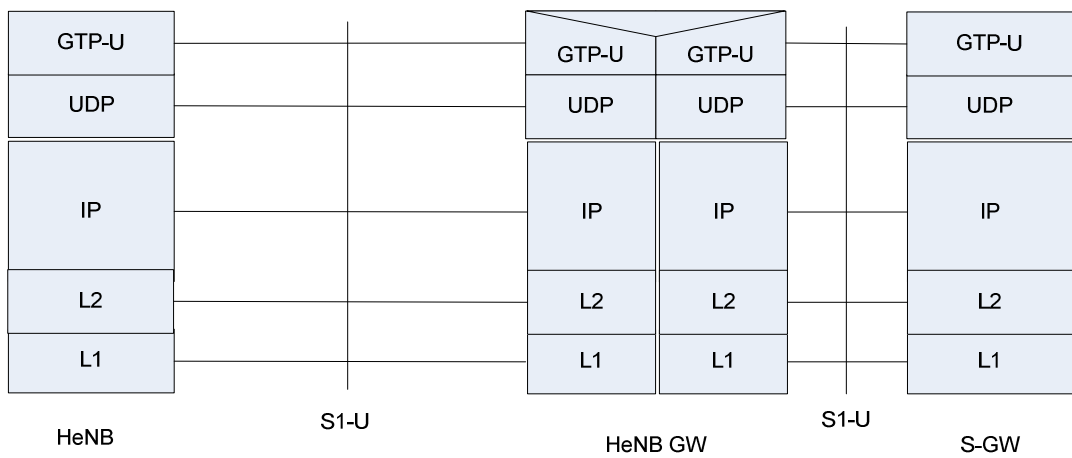 GTP-U GTP-U GTP-U GTP-U
UDP UDP UDP UDP
IP IP IP IP
L2 L2 L2 L2
L1 L1 L1 L1
S1-U S1-U
HeNB HeNB GW S-GW